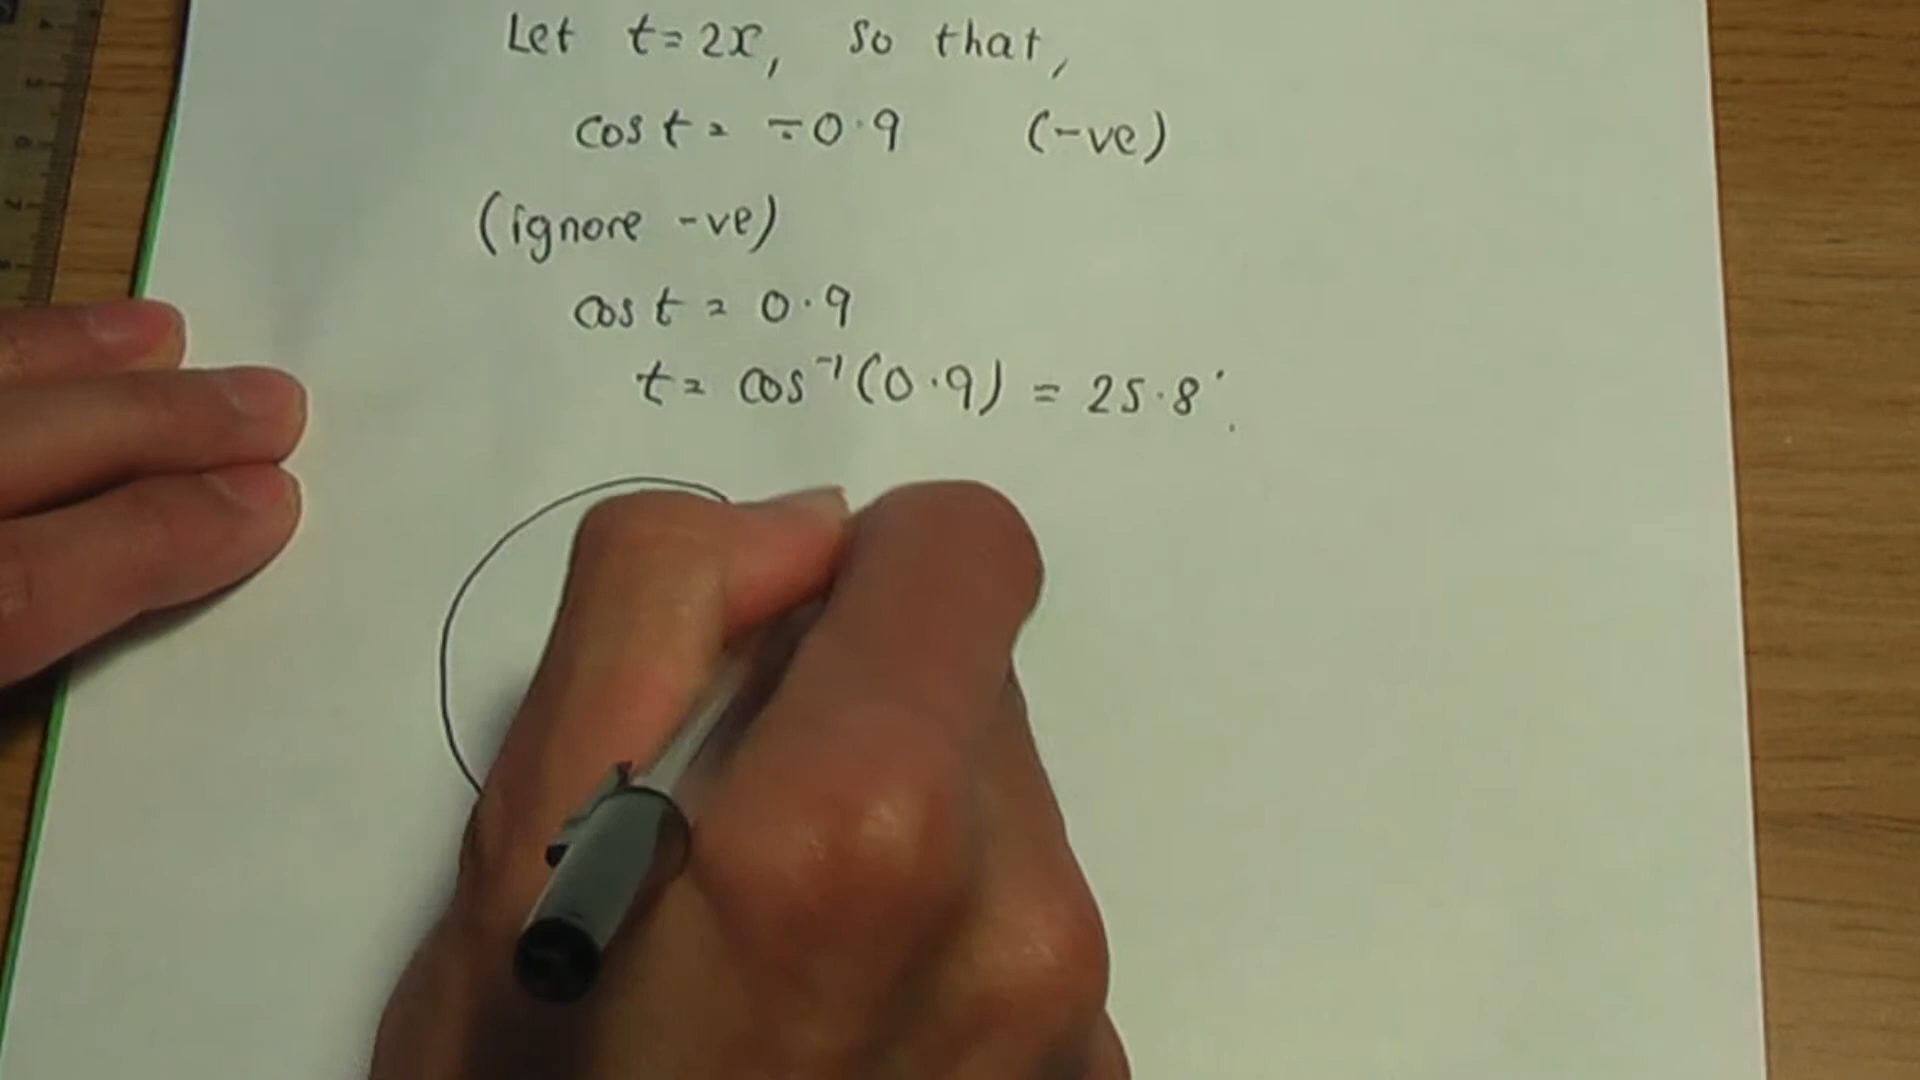 Let t=2x, so that,
cos t = -0.9 (-ve)
(ignore -ve)
cos t = 0.9
t = cos⁻¹(0.9) = 25.8°.